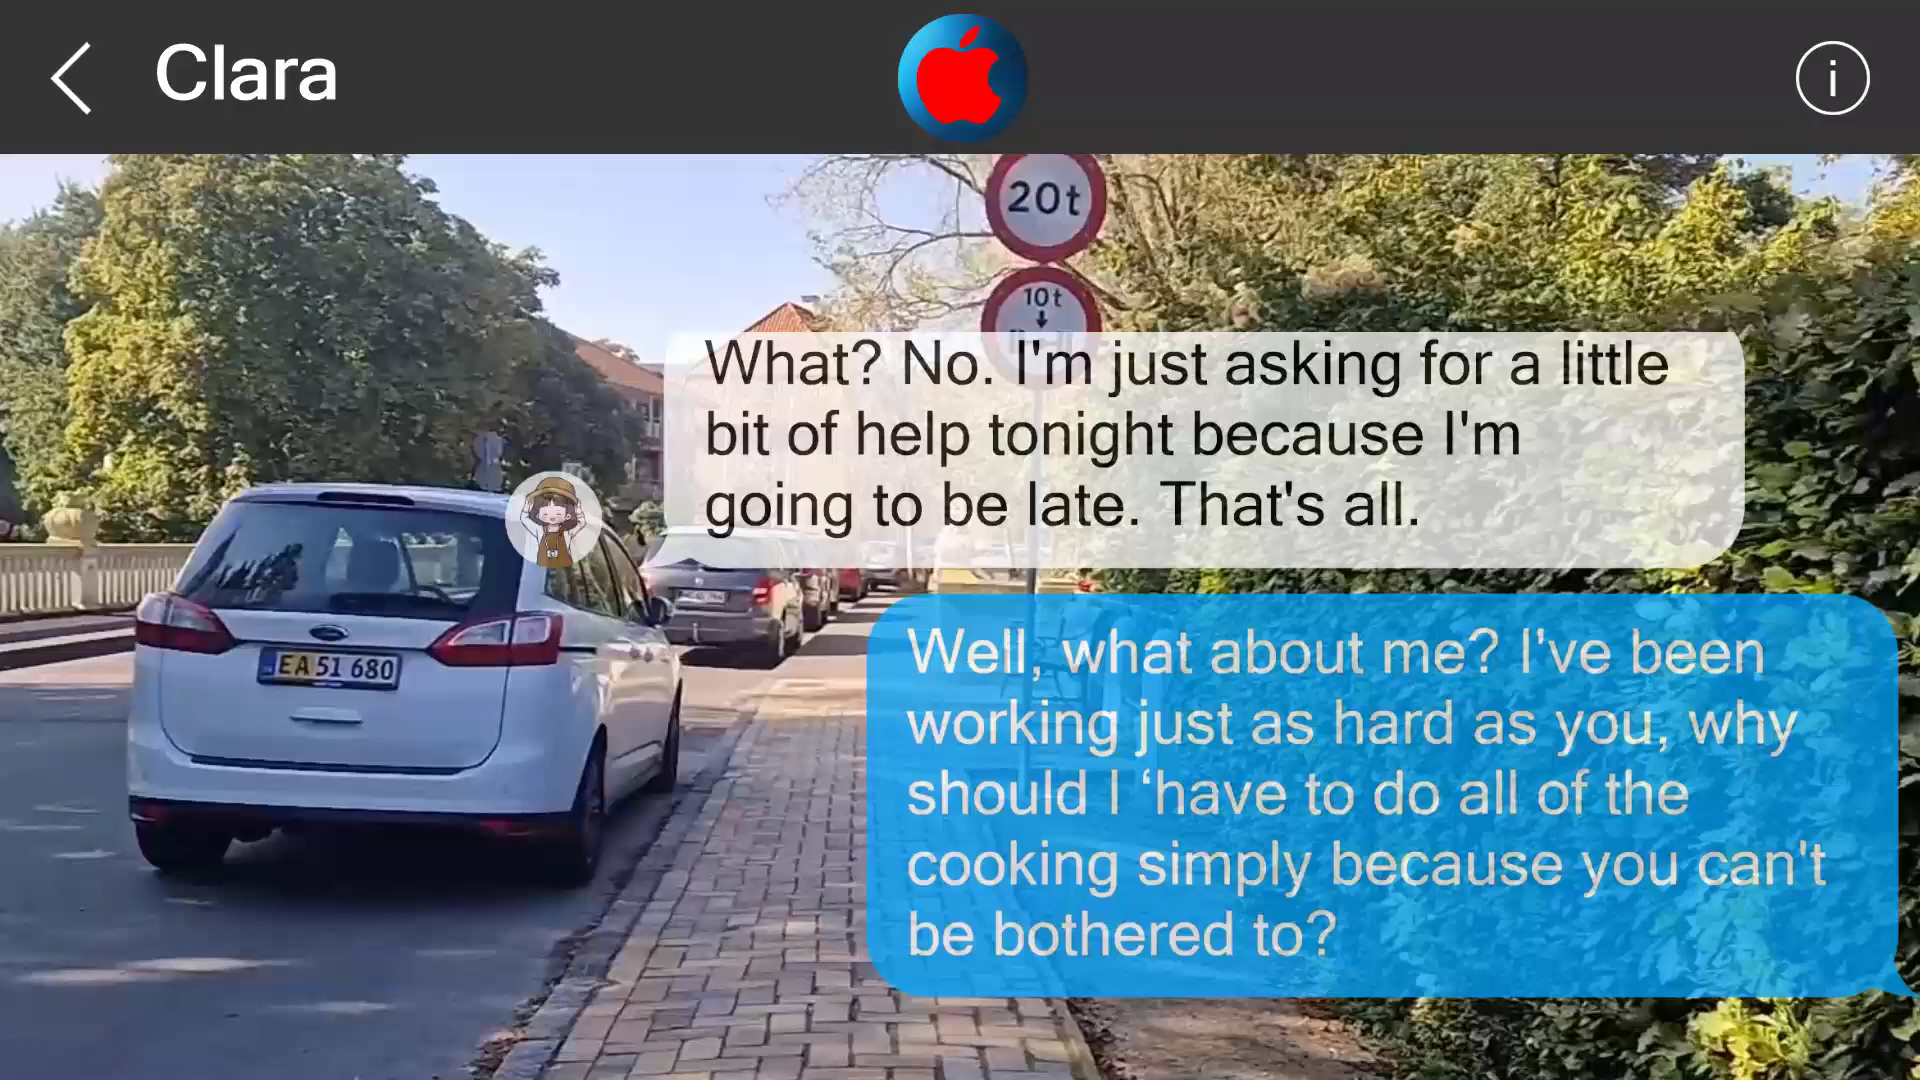 Clara
i
20t
10t
What? No. I'm just asking for a little
bit of help tonight because I'm
going to be late. That's all.
EA 51 680
Well, what about me? I've been
working just as hard as you, why
should I ‘have to do all of the
cooking simply because you can't
be bothered to?